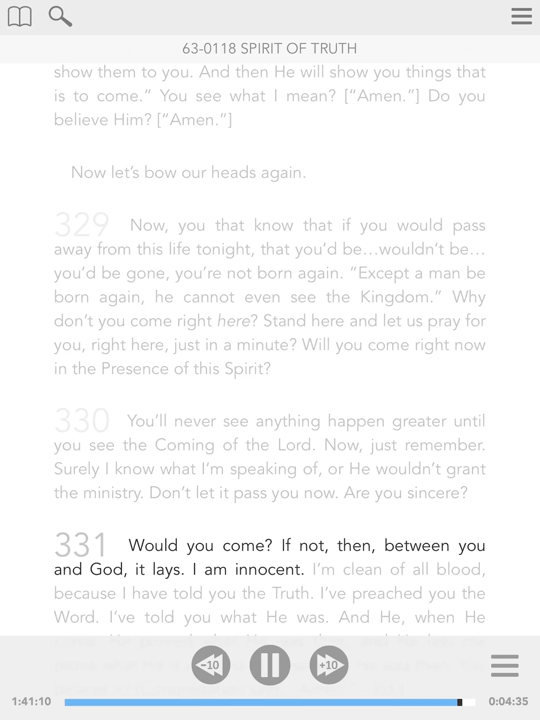 63-0118 SPIRIT OF TRUTH
show them to you. And then He will show you things that
is to come.” You see what I mean? [“Amen.”] Do you
believe Him? [“Amen.”]
Now let’s bow our heads again.
329 Now, you that know that if you would pass
away from this life tonight, that you’d be…wouldn’t be…
you’d be gone, you’re not born again. “Except a man be
born again, he cannot even see the Kingdom.” Why
don’t you come right here? Stand here and let us pray for
you, right here, just in a minute? Will you come right now
in the Presence of this Spirit?
330 You’ll never see anything happen greater until
you see the Coming of the Lord. Now, just remember.
Surely I know what I’m speaking of, or He wouldn’t grant
the ministry. Don’t let it pass you now. Are you sincere?
331 Would you come? If not, then, between you
and God, it lays. I am innocent. I’m clean of all blood,
because I have told you the Truth. I’ve preached you the
Word. I’ve told you what He was. And He, when He
-10 +10
1:41:10 0:04:35